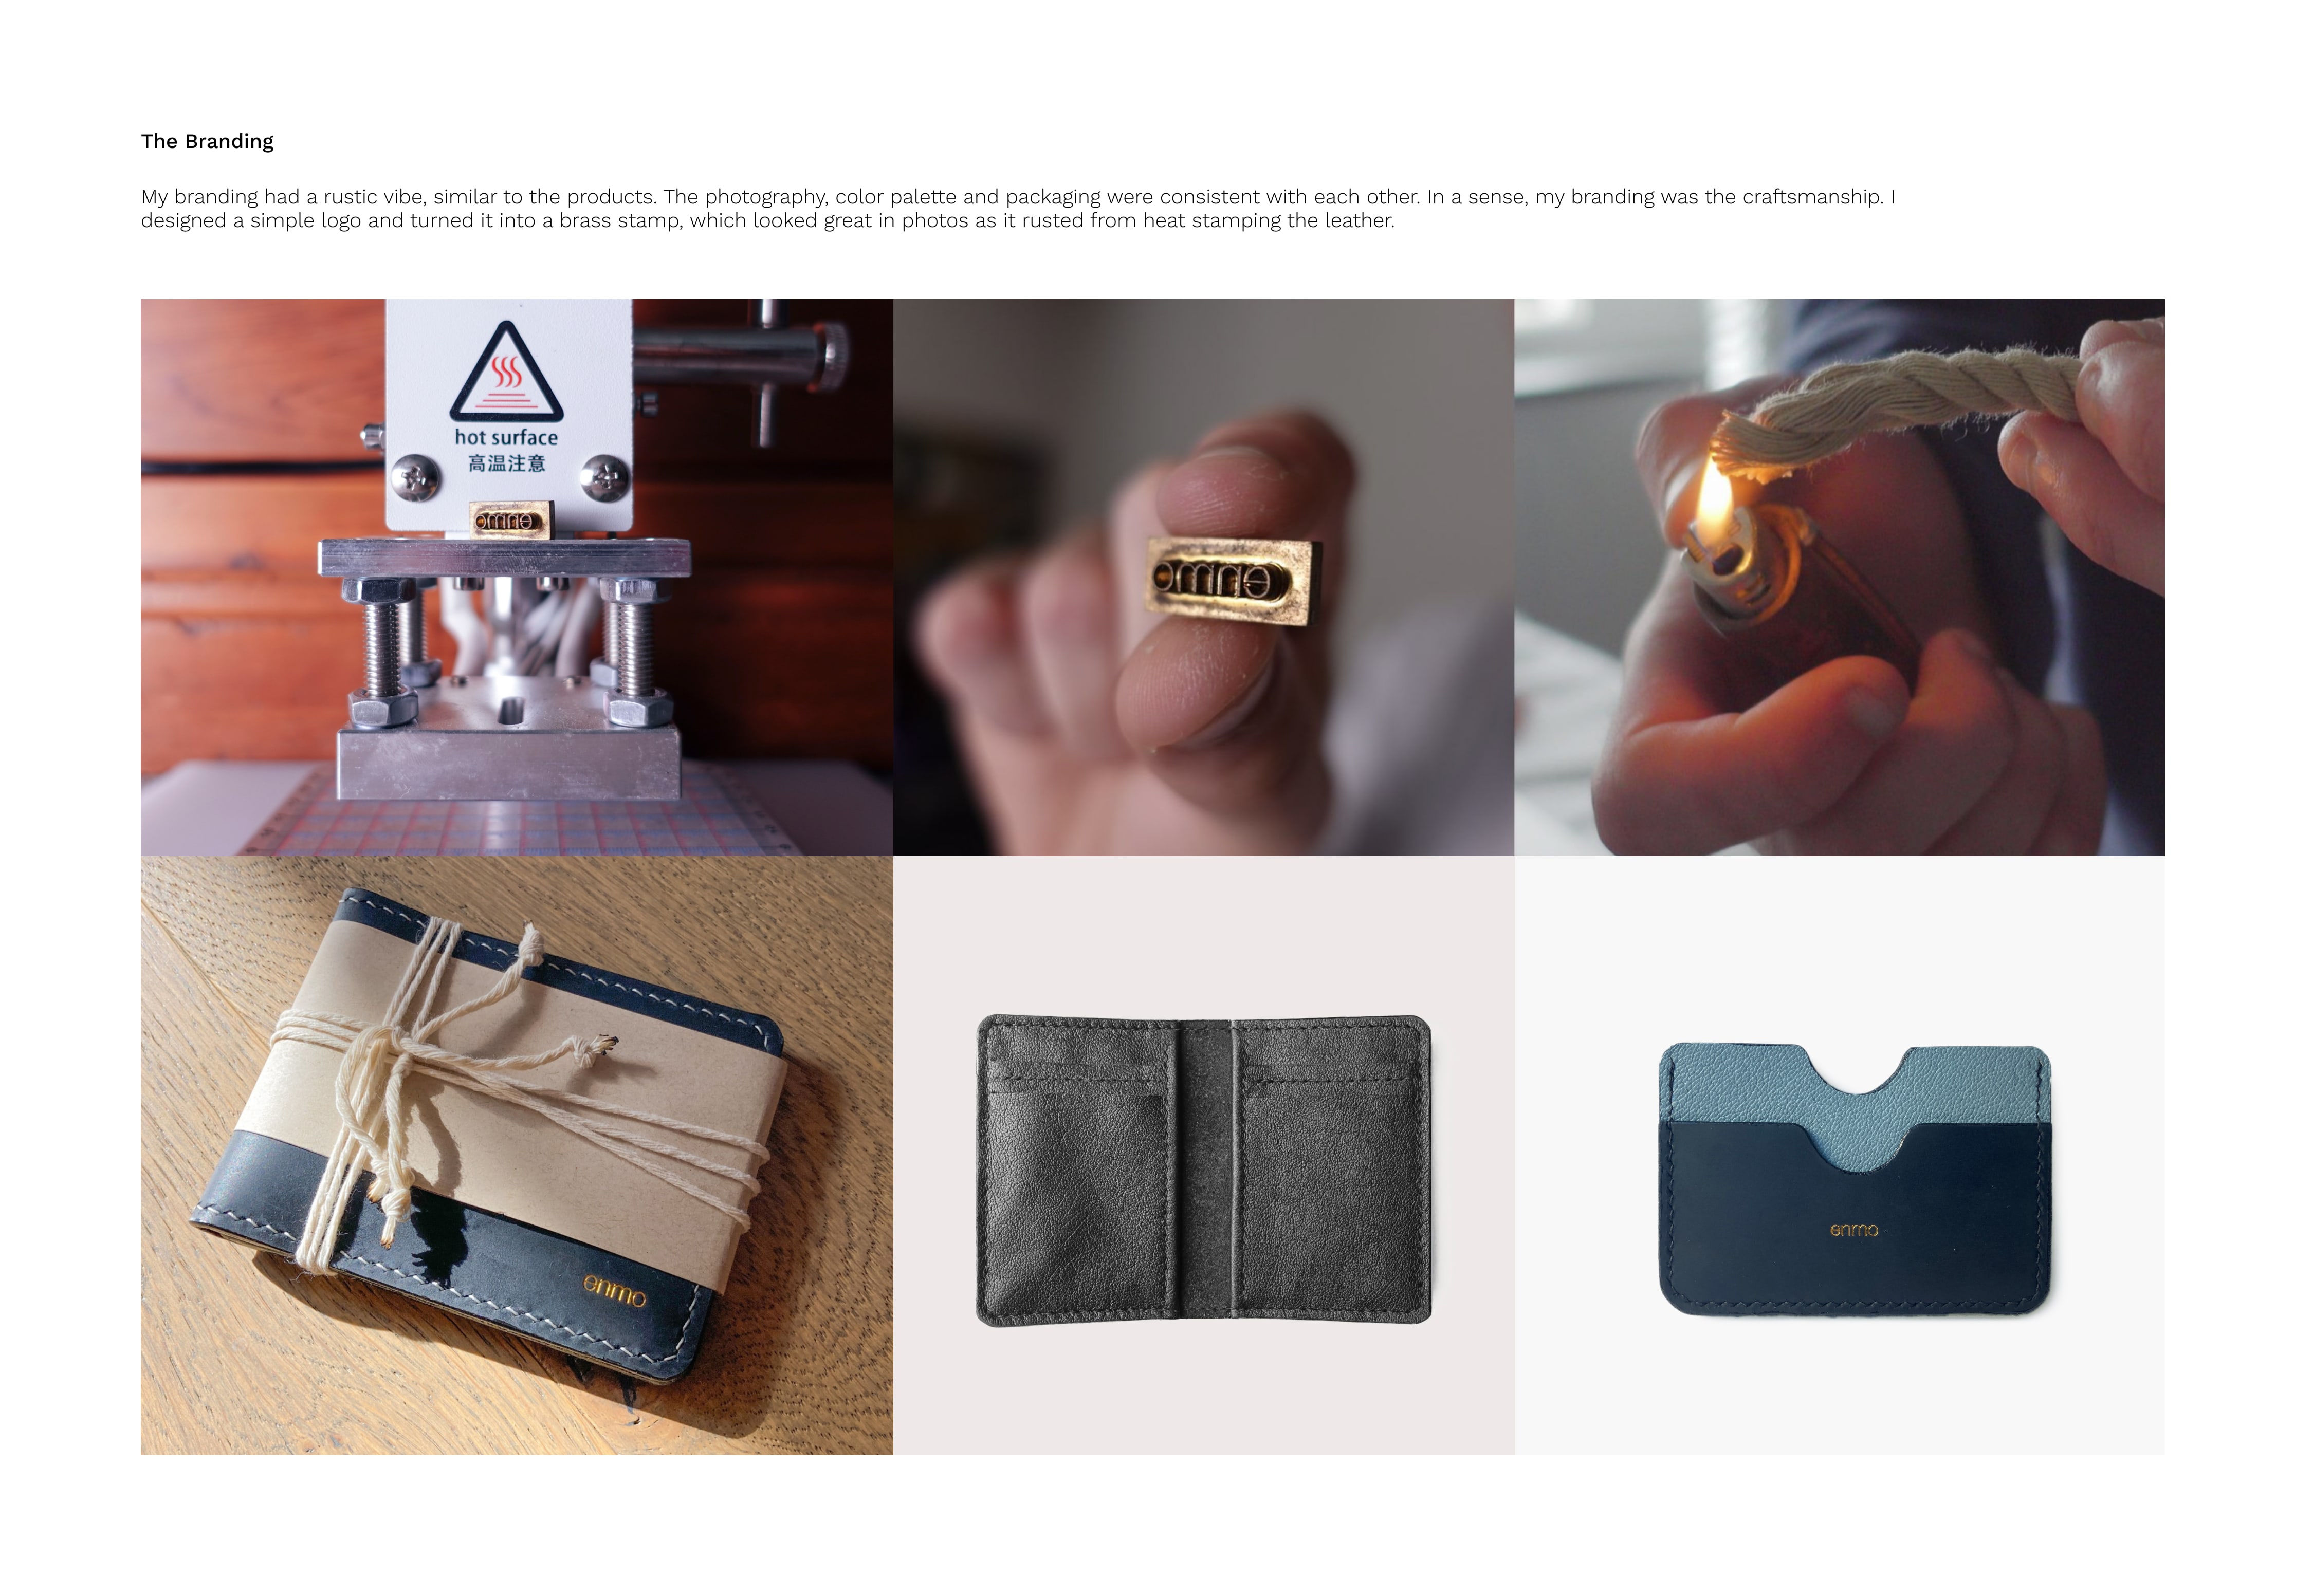 The Branding
My branding had a rustic vibe, similar to the products. The photography, color palette and packaging were consistent with each other. In a sense, my branding was the craftsmanship. I
designed a simple logo and turned it into a brass stamp, which looked great in photos as it rusted from heat stamping the leather.
hot surface
高温注意
enmo
enmo
enmo
enmo